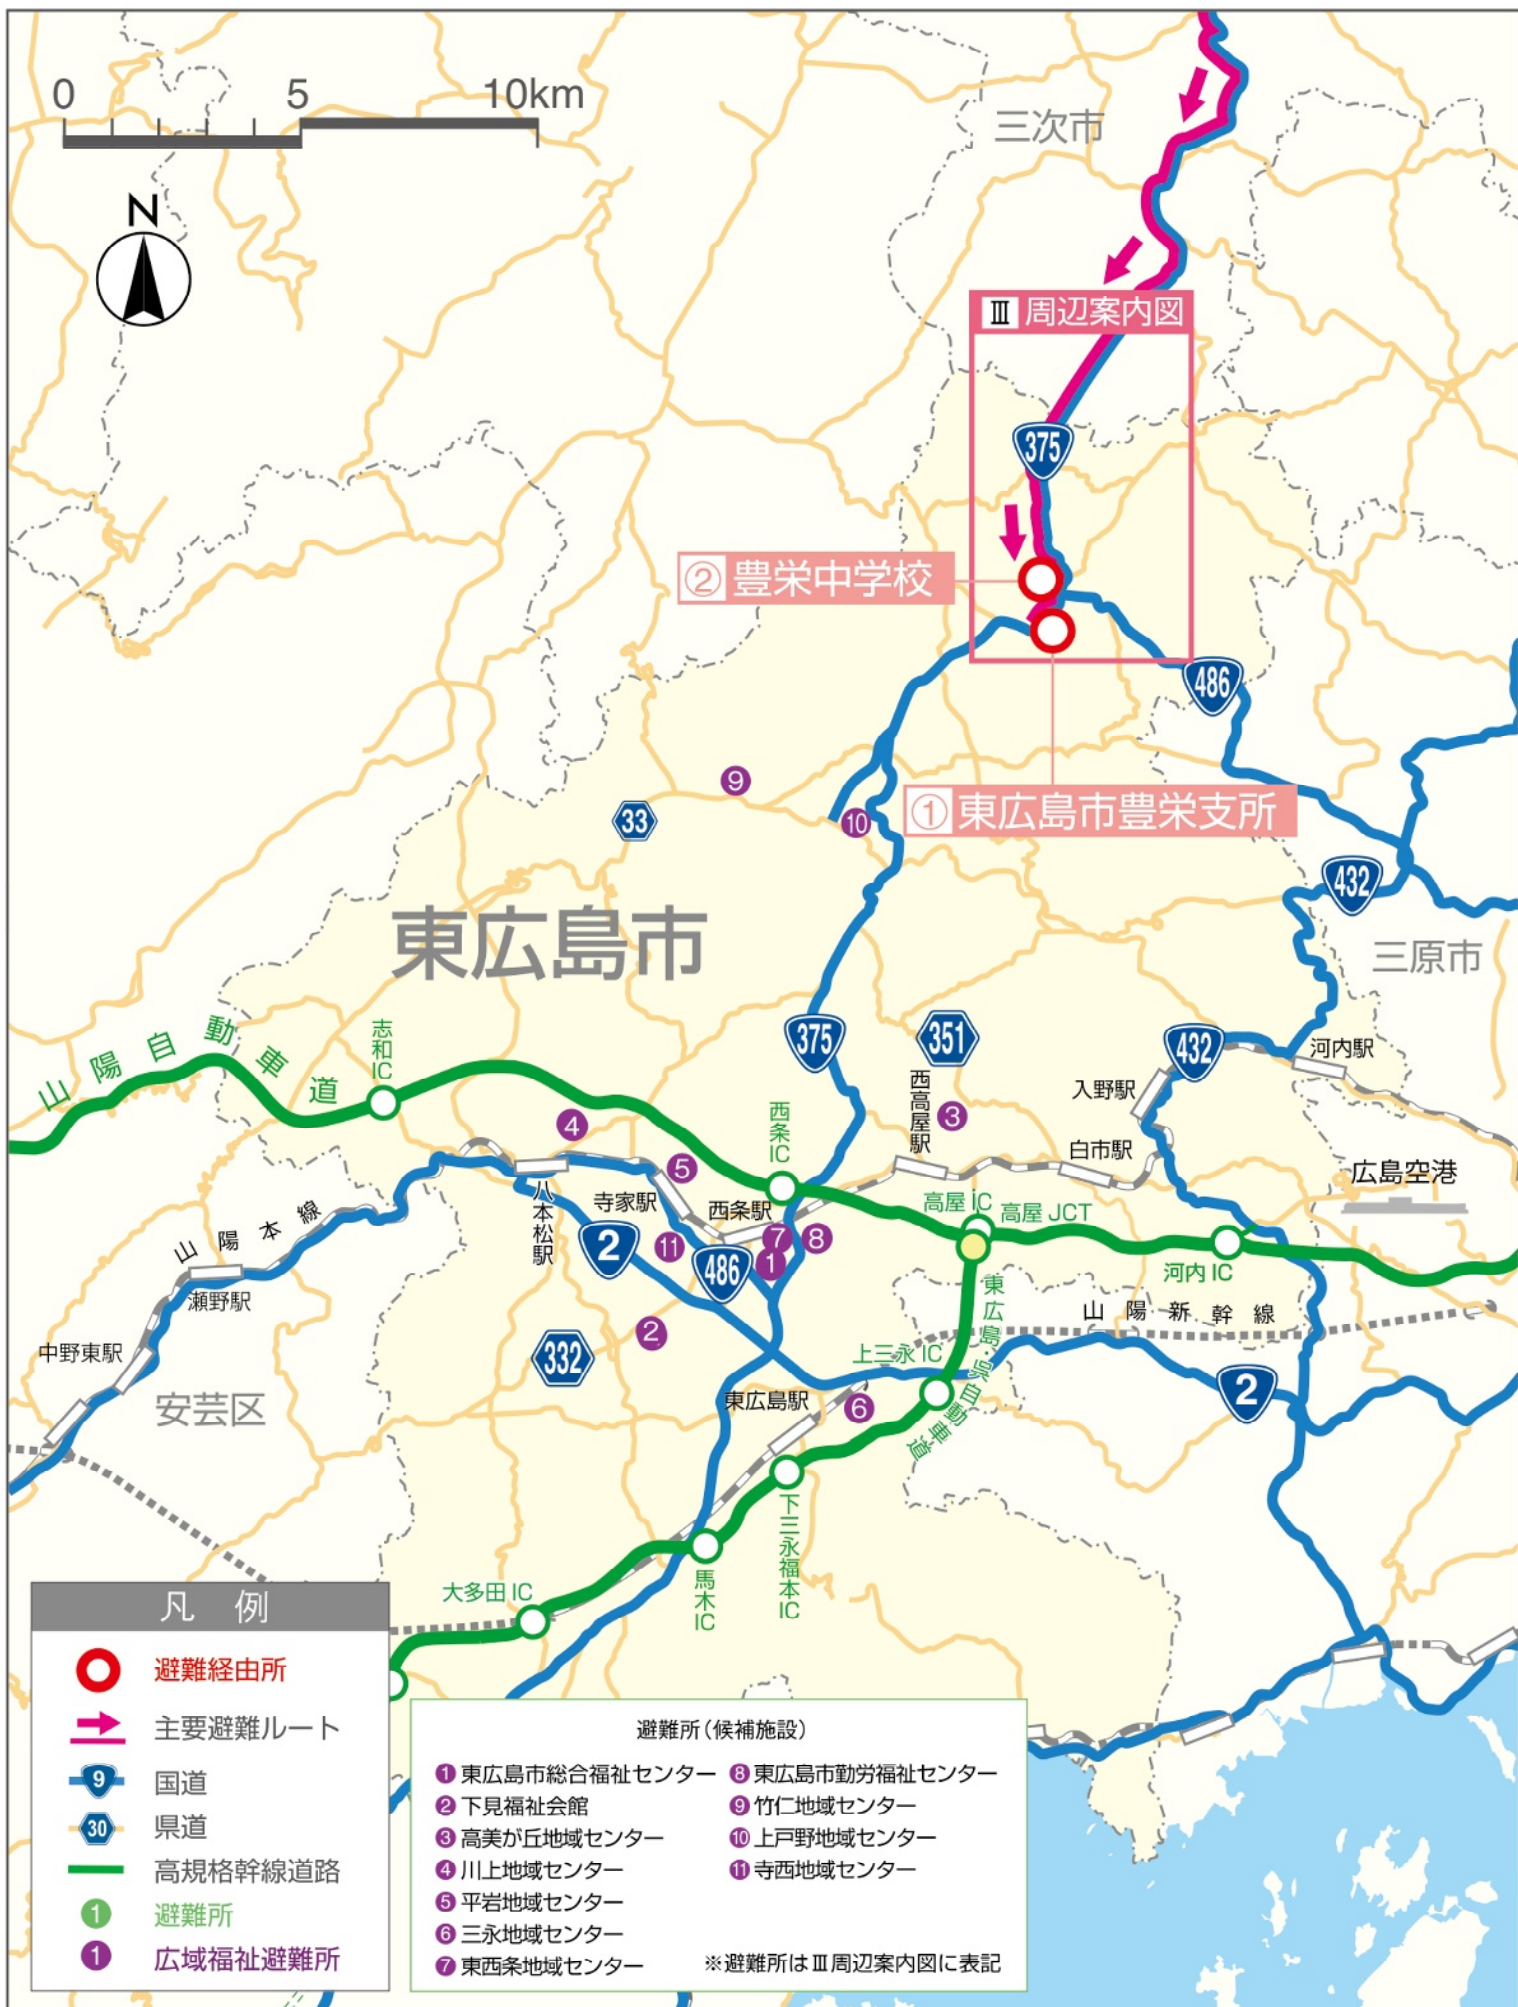 0 5 10km
N
三次市
Ⅲ 周辺案内図
375
② 豊栄中学校
486
① 東広島市豊栄支所
9
10
33
432
東広島市
三原市
山陽自動車道
志和IC
375
351
432
河内駅
入野駅
西高屋駅
3
白市駅
4
西条IC
5
広島空港
八本松駅
寺家駅
西条駅
高屋IC
高屋JCT
山陽本線
2
11
486
7
8
1
河内IC
瀬野駅
東広島・呉自動車道
山陽新幹線
2
中野東駅
332
上三永IC
2
安芸区
東広島駅
6
下三永福本IC
馬木IC
大多田IC
凡例
避難経由所
主要避難ルート
9 国道
30 県道
高規格幹線道路
1 避難所
1 広域福祉避難所
避難所(候補施設)
1 東広島市総合福祉センター
2 下見福祉会館
3 高美が丘地域センター
4 川上地域センター
5 平岩地域センター
6 三永地域センター
7 東西条地域センター
8 東広島市勤労福祉センター
9 竹仁地域センター
10 上戸野地域センター
11 寺西地域センター
※避難所はⅢ周辺案内図に表記